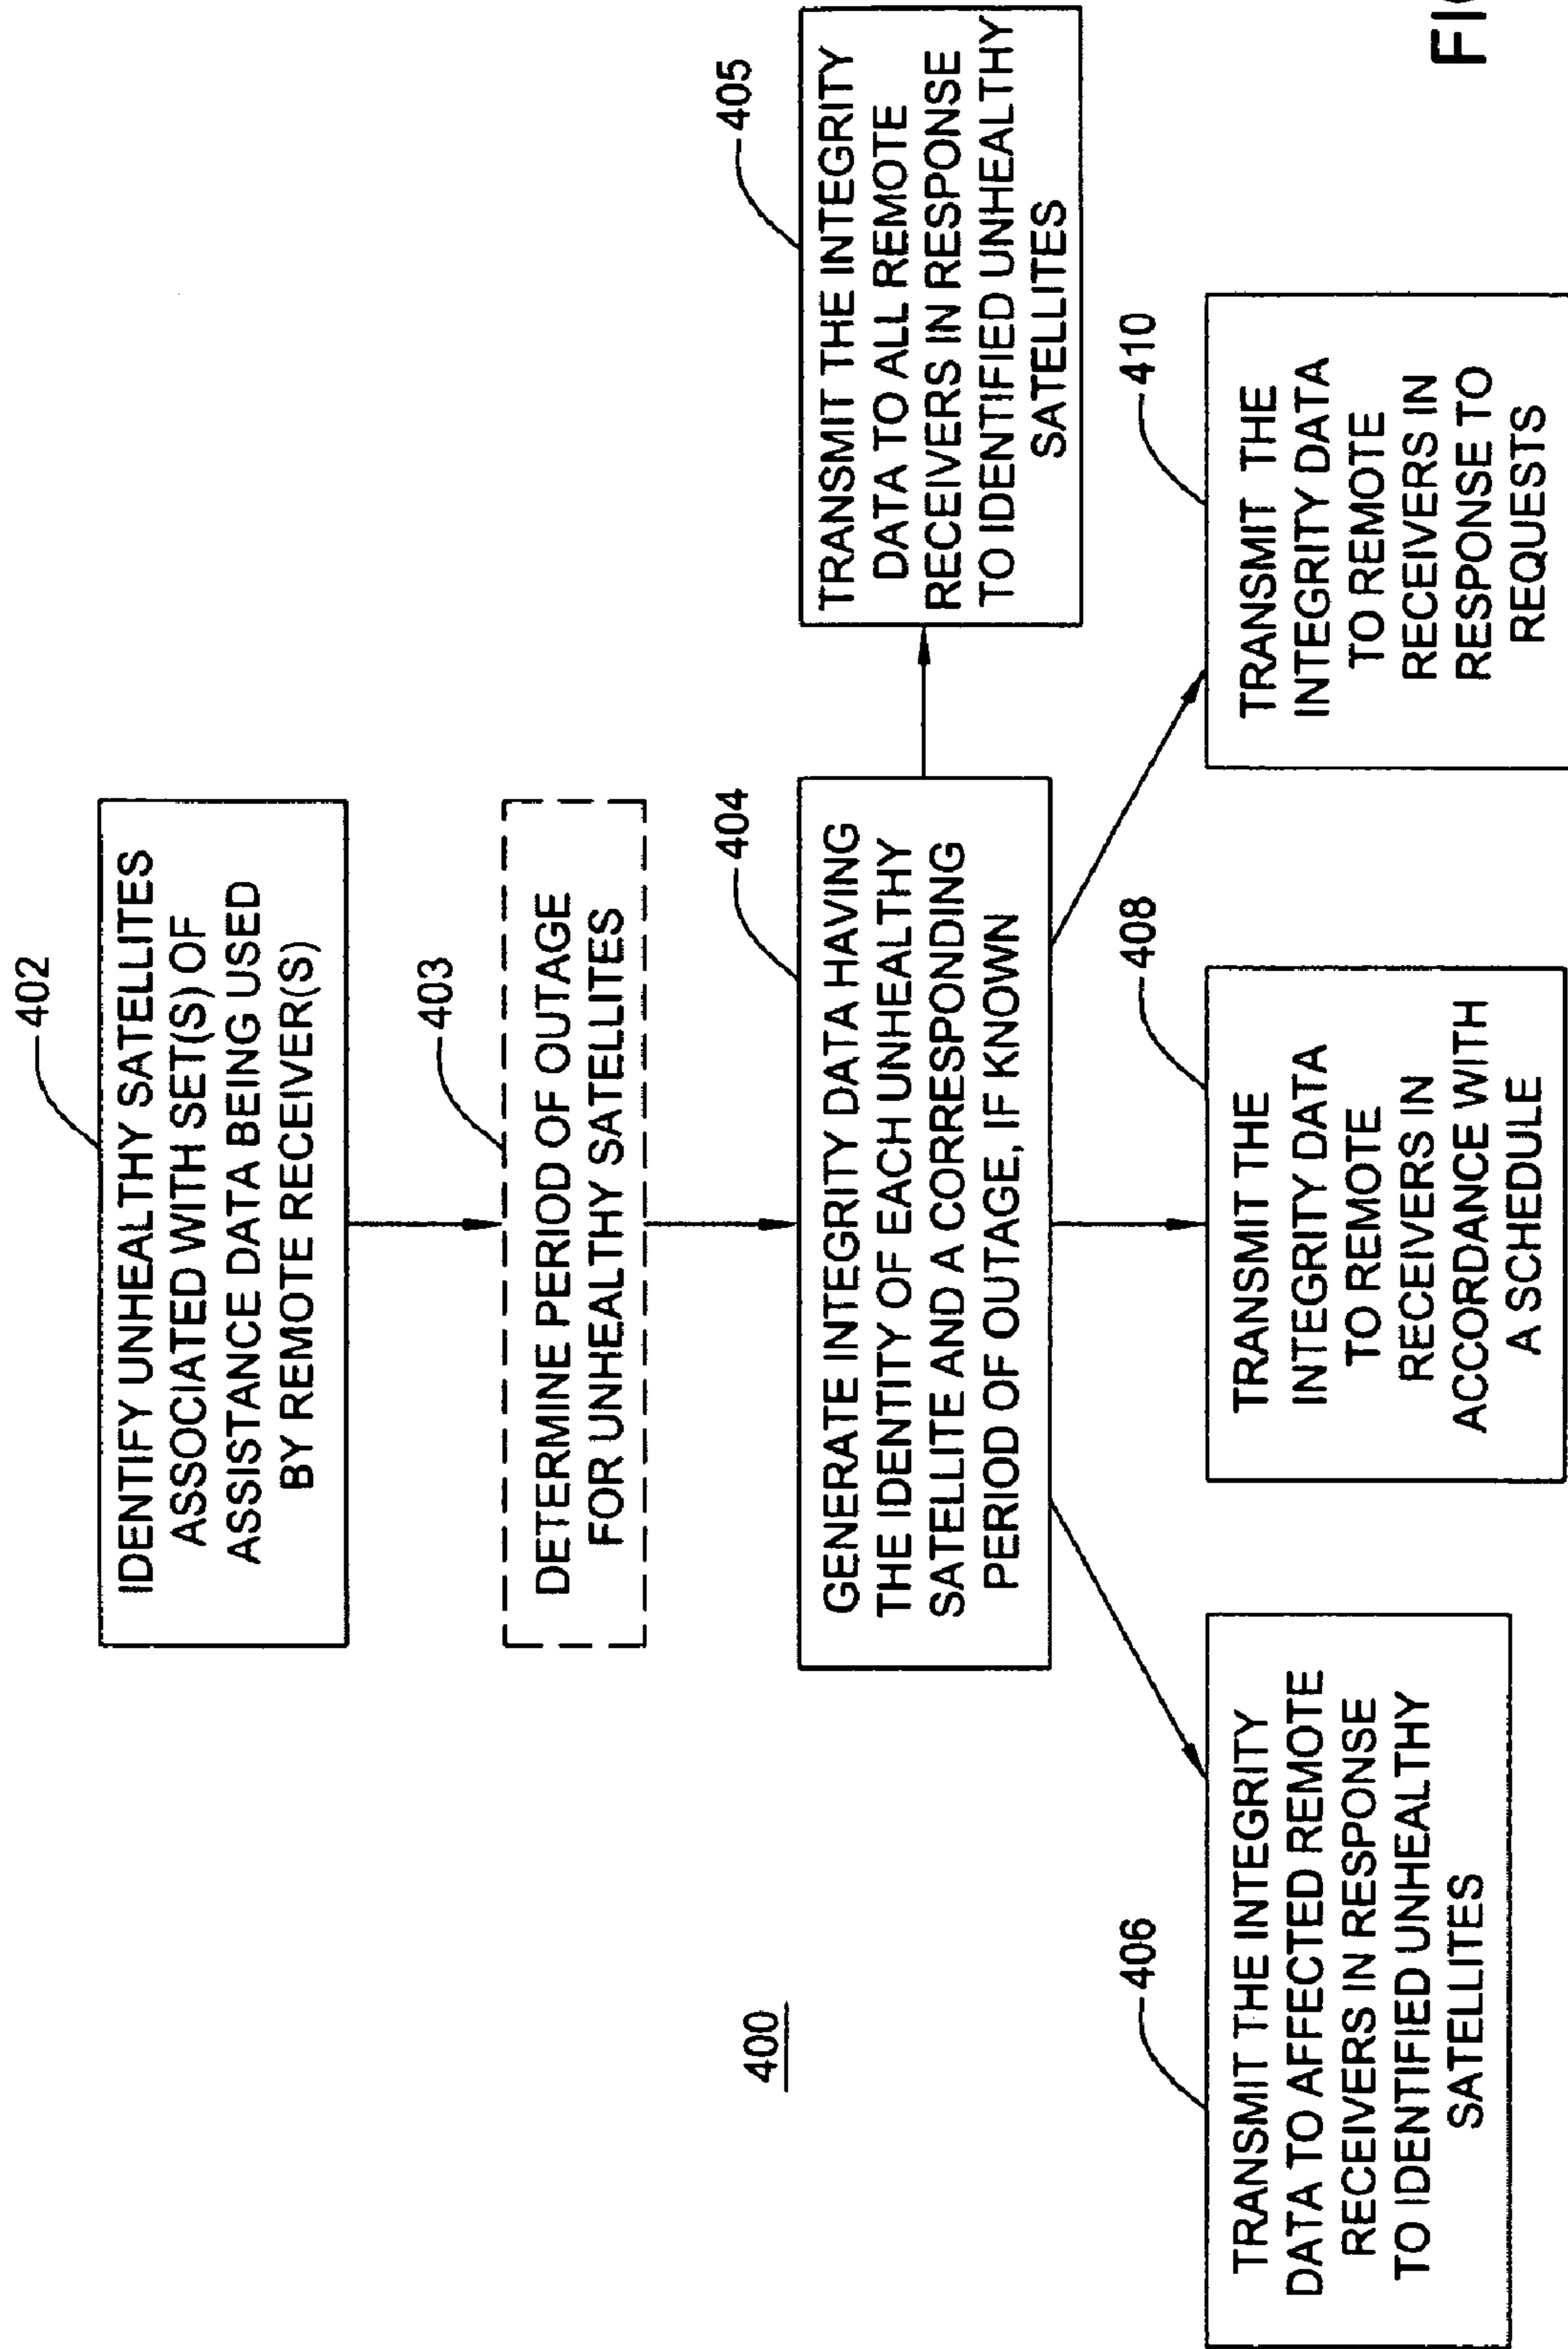 402
IDENTIFY UNHEALTHY SATELLITES
ASSOCIATED WITH SET(S) OF
ASSISTANCE DATA BEING USED
BY REMOTE RECEIVER(S)
403
DETERMINE PERIOD OF OUTAGE
FOR UNHEALTHY SATELLITES
404
GENERATE INTEGRITY DATA HAVING
THE IDENTITY OF EACH UNHEALTHY
SATELLITE AND A CORRESPONDING
PERIOD OF OUTAGE, IF KNOWN
405
TRANSMIT THE INTEGRITY
DATA TO ALL REMOTE
RECEIVERS IN RESPONSE
TO IDENTIFIED UNHEALTHY
SATELLITES
400
406
TRANSMIT THE INTEGRITY
DATA TO AFFECTED REMOTE
RECEIVERS IN RESPONSE
TO IDENTIFIED UNHEALTHY
SATELLITES
408
TRANSMIT THE
INTEGRITY DATA
TO REMOTE
RECEIVERS IN
ACCORDANCE WITH
A SCHEDULE
410
TRANSMIT THE
INTEGRITY DATA
TO REMOTE
RECEIVERS IN
RESPONSE TO
REQUESTS